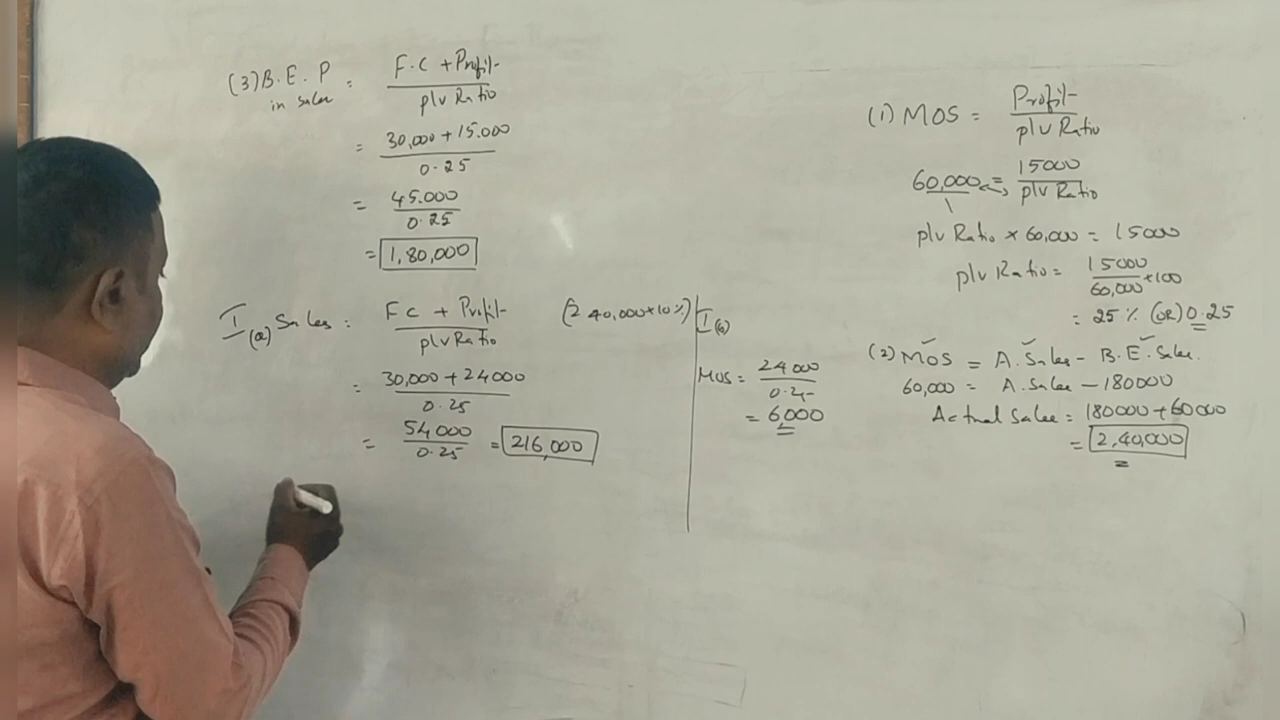 (3) B.E.P in sales = F.C + Profit
P/V Ratio
= 30,000 + 15.000
0.25
= 45.000
0.25
= 1,80,000
I (a) Sales = FC + Profit (2 40,000 × 10%)
P/V Ratio
= 30,000 + 24000
0.25
= 54,000
0.25
= 216,000
I (b)
MOS = 24000
0.25
= 6000
(1) MOS = Profit
P/V Ratio
60,000 = 15000
P/V Ratio
P/V Ratio × 60,000 = 15000
P/V Ratio = 15000
60,000 × 100
= 25 % (OR) 0.25
(2) MOS = A. Sales - B.E. Sales.
60,000 = A. Sales - 180000
Actual Sales = 180000 + 60000
= 2,40,000